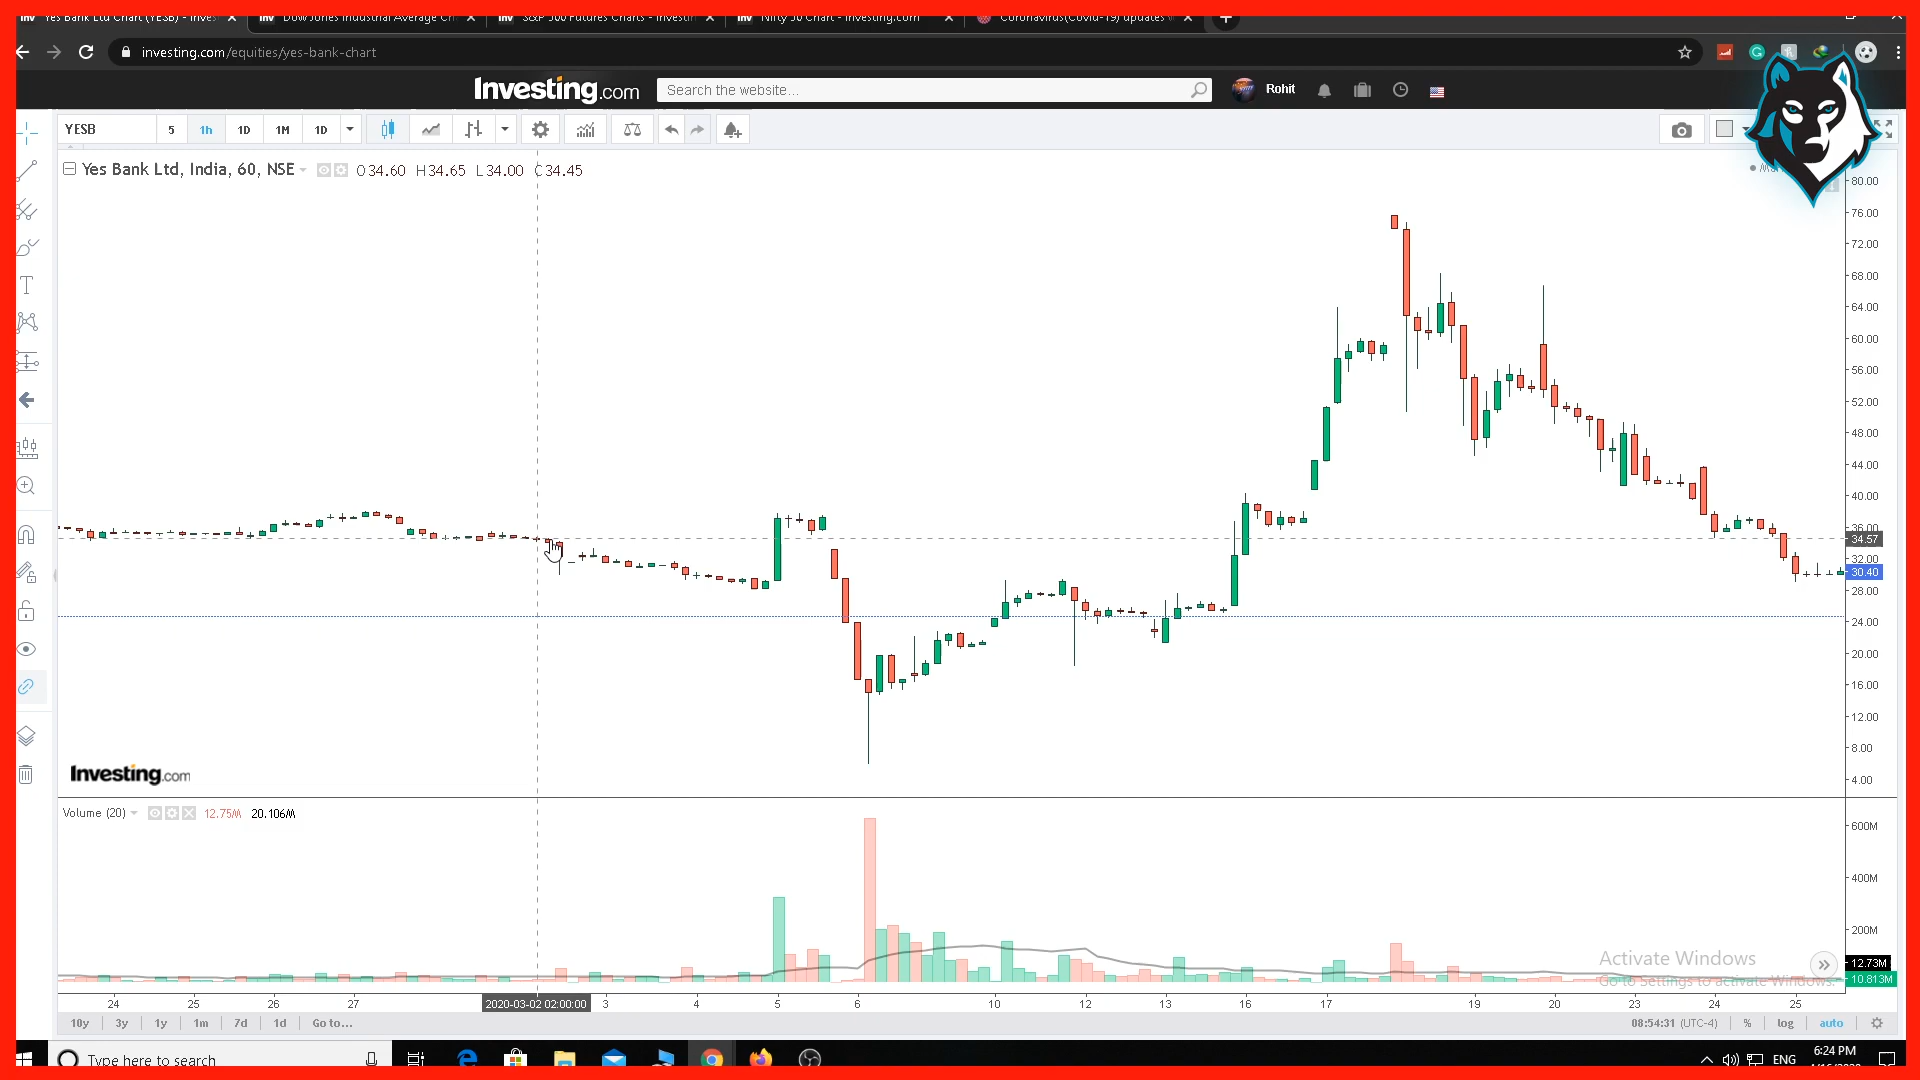 Yes Bank Ltd Chart (YESB) - Inves
Dow Jones Industrial Average Ch
S&P 500 Futures Charts - Investin
Nifty 50 Chart - Investing.com
Coronavirus(Covid-19) updates
investing.com/equities/yes-bank-chart
Investing.com
Search the website...
Rohit
YESB
5
1h
1D
1M
1D
Yes Bank Ltd, India, 60, NSE
O34.60 H34.65 L34.00 C34.45
80.00
76.00
72.00
68.00
64.00
60.00
56.00
52.00
48.00
44.00
40.00
36.00
34.57
32.00
30.40
28.00
24.00
20.00
16.00
12.00
8.00
4.00
Investing.com
Volume (20)
12.75M 20.106M
600M
400M
200M
12.73M
10.813M
Activate Windows
Go to Settings to activate Windows.
24 25 26 27 2020-03-02 02:00:00 3 4 5 6 10 12 13 16 17 19 20 23 24 25
10y 3y 1y 1m 7d 1d Go to...
08:54:31 (UTC-4) % log auto
Type here to search
ENG
6:24 PM